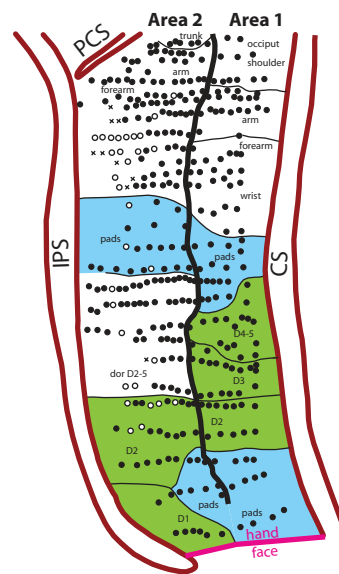 Area 2 Area 1
PCS
trunk
occiput
shoulder
arm
forearm
arm
forearm
wrist
pads
pads
IPS
CS
D4-5
D3
dor D2-5
D2
D2
pads
pads
D1
hand
face